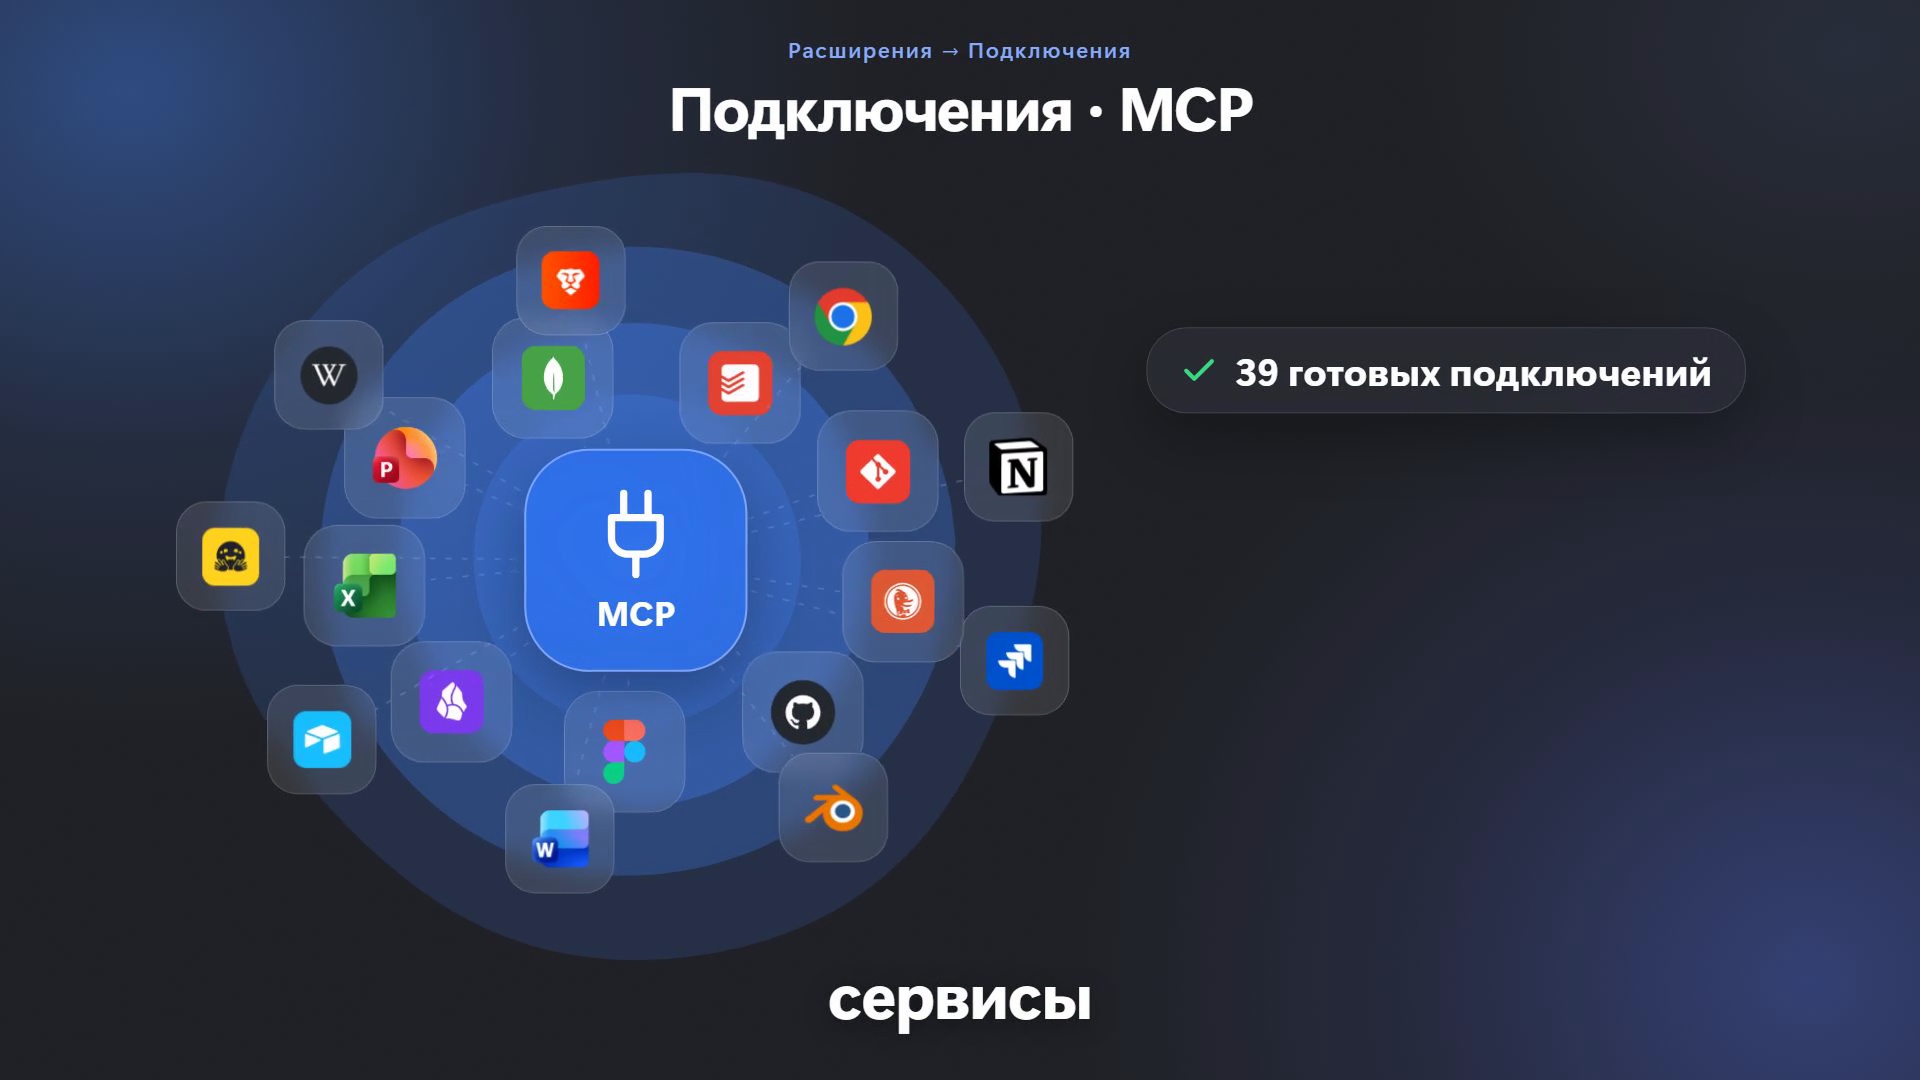 Расширения → Подключения
Подключения · MCP
39 готовых подключений
W
P
N
X
MCP
W
сервисы